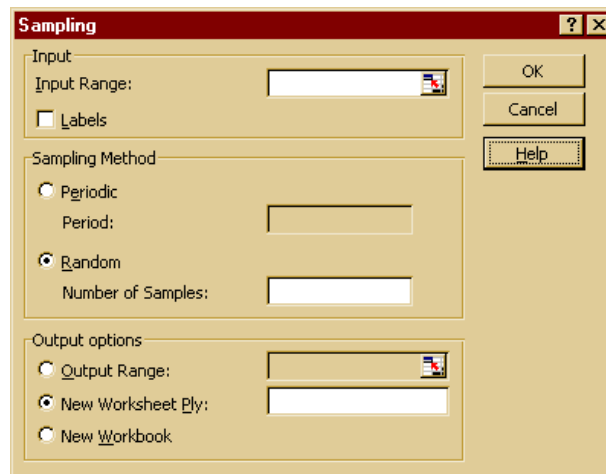 Sampling
Input
Input Range:
Labels
OK
Cancel
Help
Sampling Method
Periodic
Period:
Random
Number of Samples:
Output options
Output Range:
New Worksheet Ply:
New Workbook